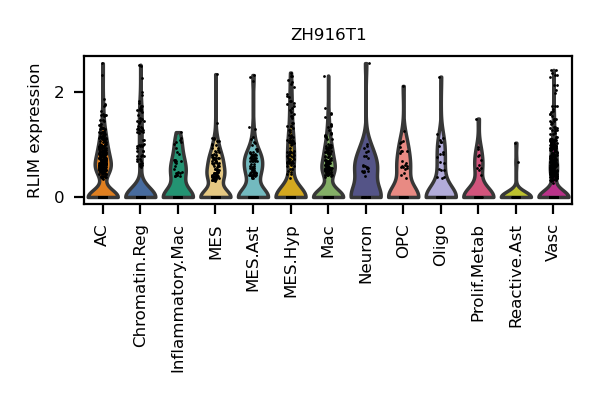 ZH916T1
RLIM expression
2
0
AC
Chromatin.Reg
Inflammatory.Mac
MES
MES.Ast
MES.Hyp
Mac
Neuron
OPC
Oligo
Prolif.Metab
Reactive.Ast
Vasc